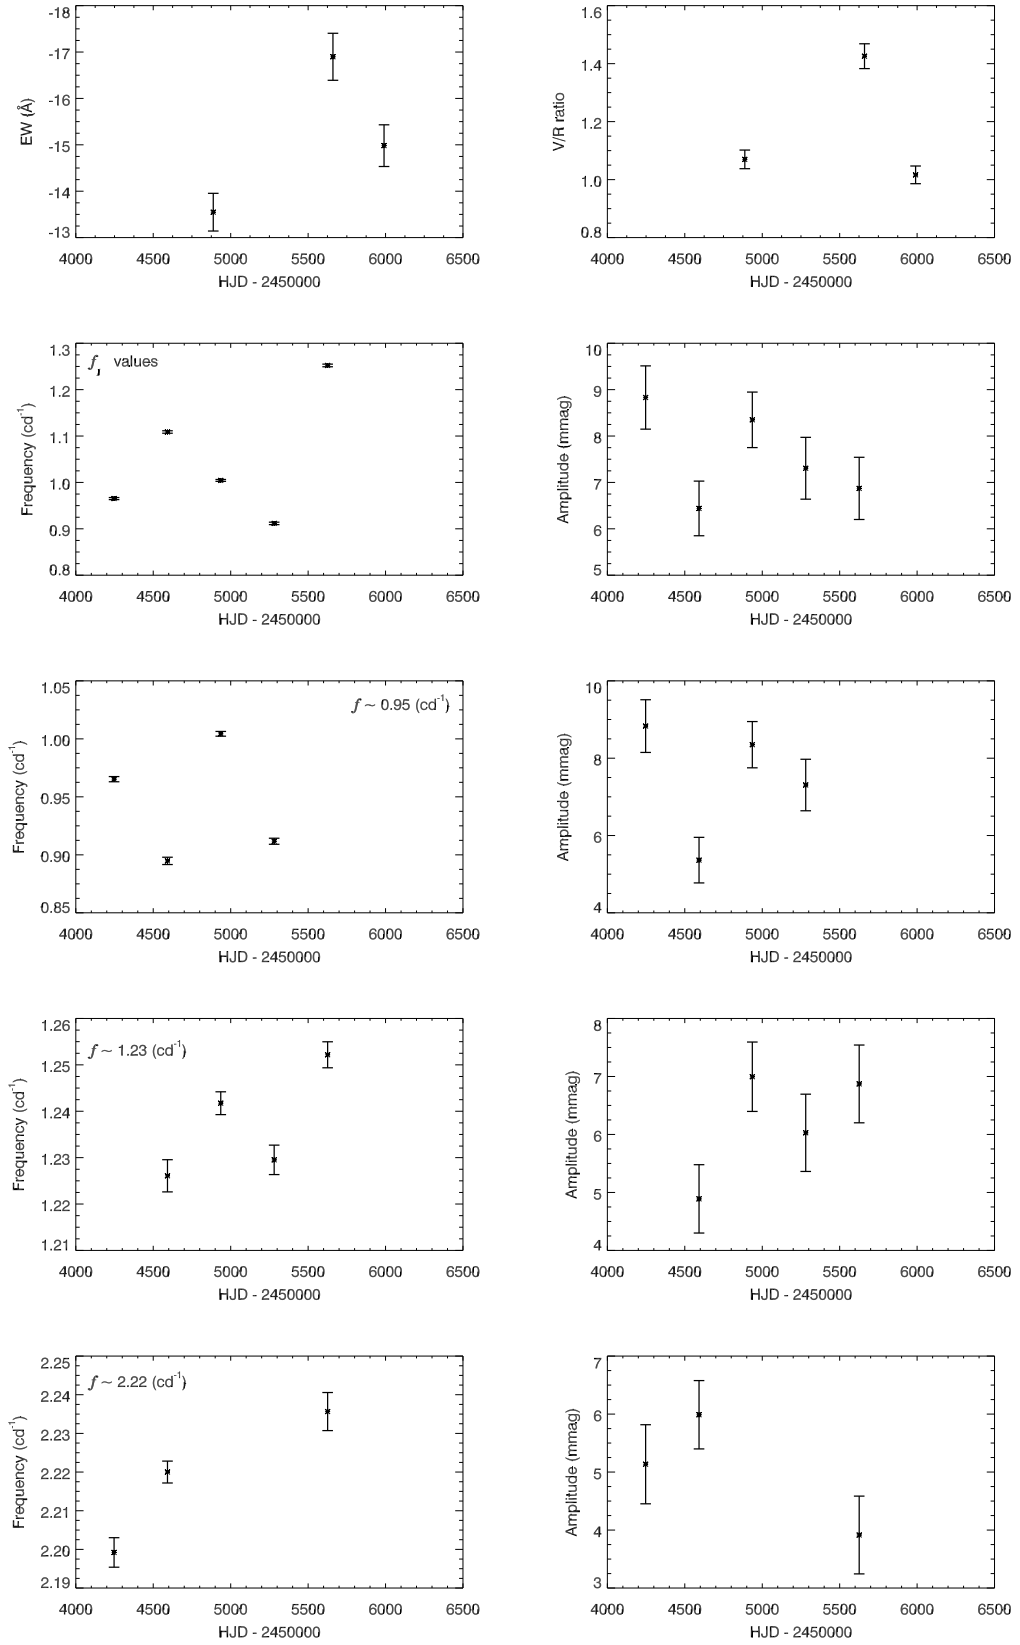 -18
-17
-16
-15
-14
-13
EW (Å)
4000 4500 5000 5500 6000 6500
HJD - 2450000
1.6
1.4
1.2
1.0
0.8
V/R ratio
4000 4500 5000 5500 6000 6500
HJD - 2450000
1.3
1.2
1.1
1.0
0.9
0.8
Frequency (cd⁻¹)
f₁ values
4000 4500 5000 5500 6000 6500
HJD - 2450000
10
9
8
7
6
5
Amplitude (mmag)
4000 4500 5000 5500 6000 6500
HJD - 2450000
1.05
1.00
0.95
0.90
0.85
Frequency (cd⁻¹)
f ~ 0.95 (cd⁻¹)
4000 4500 5000 5500 6000 6500
HJD - 2450000
10
8
6
4
Amplitude (mmag)
4000 4500 5000 5500 6000 6500
HJD - 2450000
1.26
1.25
1.24
1.23
1.22
1.21
Frequency (cd⁻¹)
f ~ 1.23 (cd⁻¹)
4000 4500 5000 5500 6000 6500
HJD - 2450000
8
7
6
5
4
Amplitude (mmag)
4000 4500 5000 5500 6000 6500
HJD - 2450000
2.25
2.24
2.23
2.22
2.21
2.20
2.19
Frequency (cd⁻¹)
f ~ 2.22 (cd⁻¹)
4000 4500 5000 5500 6000 6500
HJD - 2450000
7
6
5
4
3
Amplitude (mmag)
4000 4500 5000 5500 6000 6500
HJD - 2450000